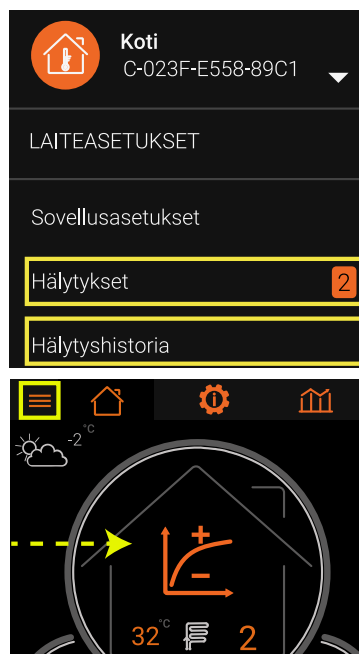 Koti
C-023F-E558-89C1
LAITEASETUKSET
Sovellusasetukset
Hälytykset 2
Hälytyshistoria
-2°C
+
−
32°C 2